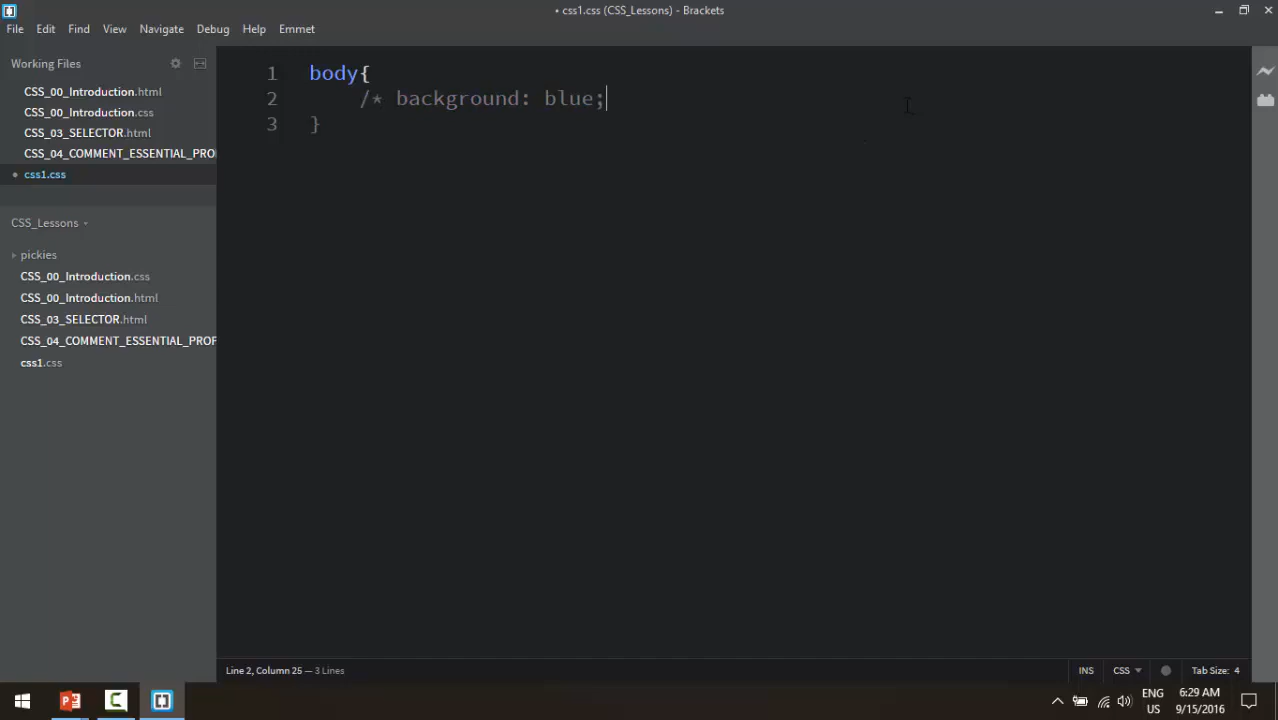 • css1.css (CSS_Lessons) - Brackets
File Edit Find View Navigate Debug Help Emmet
Working Files
CSS_00_Introduction.html
CSS_00_Introduction.css
CSS_03_SELECTOR.html
CSS_04_COMMENT_ESSENTIAL_PRO
• css1.css
CSS_Lessons
pickies
CSS_00_Introduction.css
CSS_00_Introduction.html
CSS_03_SELECTOR.html
CSS_04_COMMENT_ESSENTIAL_PROF
css1.css
1 body{
2 /* background: blue;
3 }
Line 2, Column 25 — 3 Lines
INS CSS Tab Size: 4
ENG
US
6:29 AM
9/15/2016